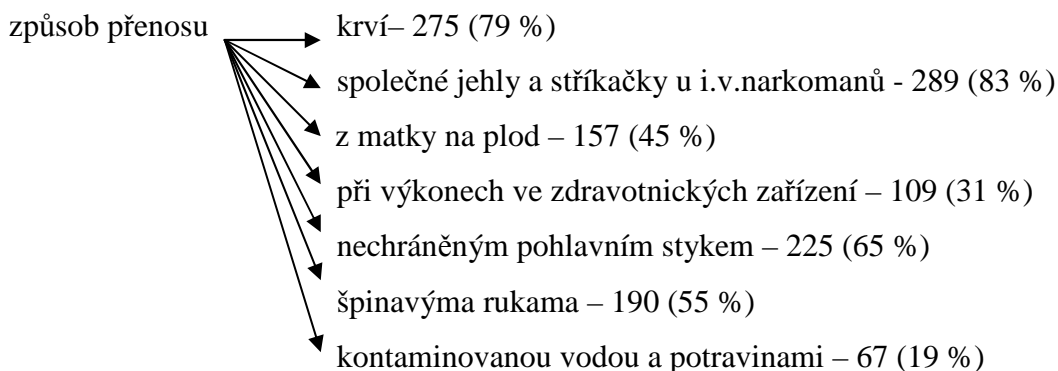 způsob přenosu krví– 275 (79 %)
společné jehly a stříkačky u i.v.narkomanů - 289 (83 %)
z matky na plod – 157 (45 %)
při výkonech ve zdravotnických zařízení – 109 (31 %)
nechráněným pohlavním stykem – 225 (65 %)
špinavýma rukama – 190 (55 %)
kontaminovanou vodou a potravinami – 67 (19 %)